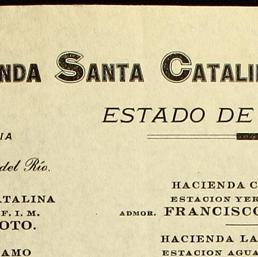 NDA SANTA CATALIN
ESTADO DE
IA
del Río.
ATALINA
F. I. M.
OTO.
AMO
HACIENDA C
ESTACION YER
ADMOR. FRANCISCO
HACIENDA LA
ESTACION AGUA